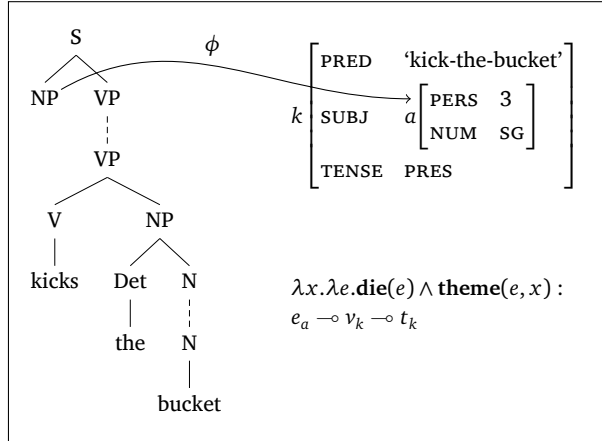 S
ϕ
NP VP
PRED ‘kick-the-bucket’
k SUBJ a PERS 3
NUM SG
TENSE PRES
VP
V NP
kicks Det N
the N
bucket
λx.λe.die(e) ∧ theme(e, x) :
e_a ⊸ v_k ⊸ t_k